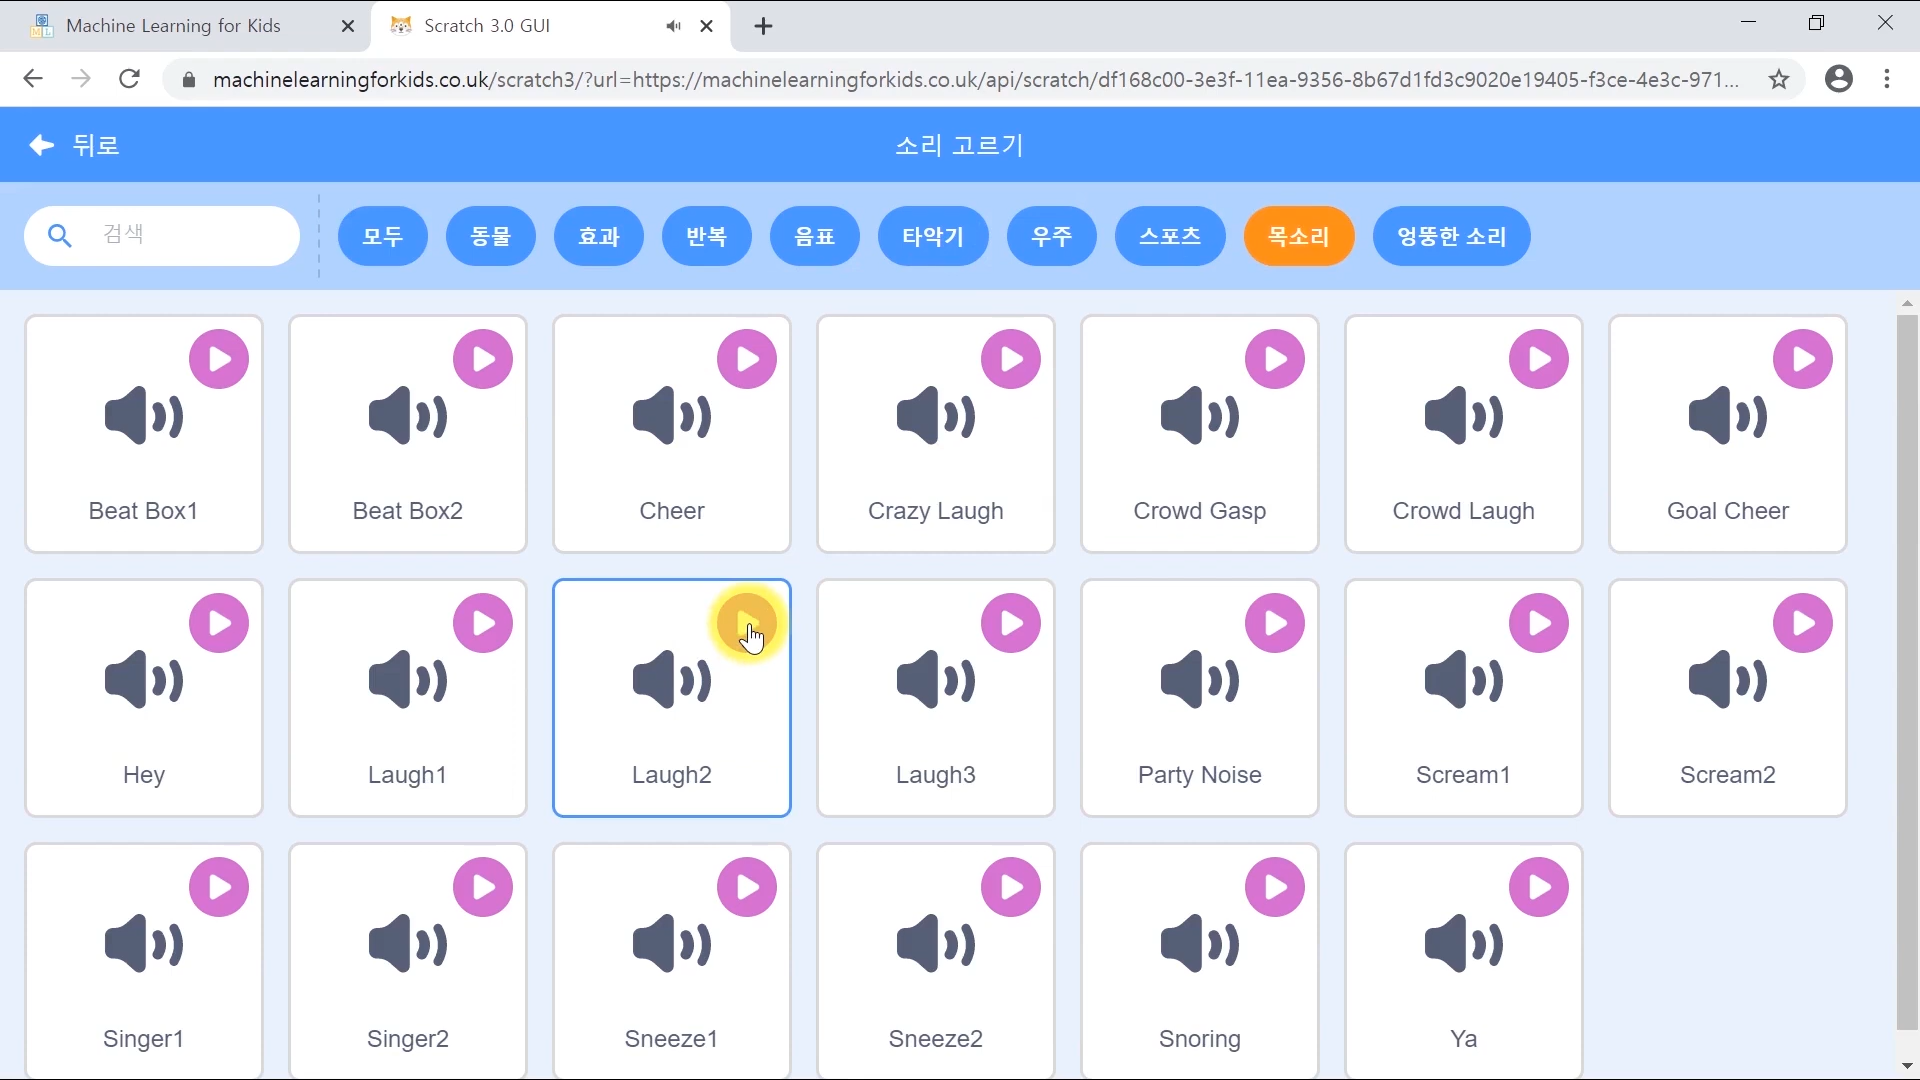 Machine Learning for Kids
Scratch 3.0 GUI
machinelearningforkids.co.uk/scratch3/?url=https://machinelearningforkids.co.uk/api/scratch/df168c00-3e3f-11ea-9356-8b67d1fd3c9020e19405-f3ce-4e3c-971...
뒤로
소리 고르기
검색
모두 동물 효과 반복 음표 타악기 우주 스포츠 목소리 엉뚱한 소리
Beat Box1 Beat Box2 Cheer Crazy Laugh Crowd Gasp Crowd Laugh Goal Cheer
Hey Laugh1 Laugh2 Laugh3 Party Noise Scream1 Scream2
Singer1 Singer2 Sneeze1 Sneeze2 Snoring Ya